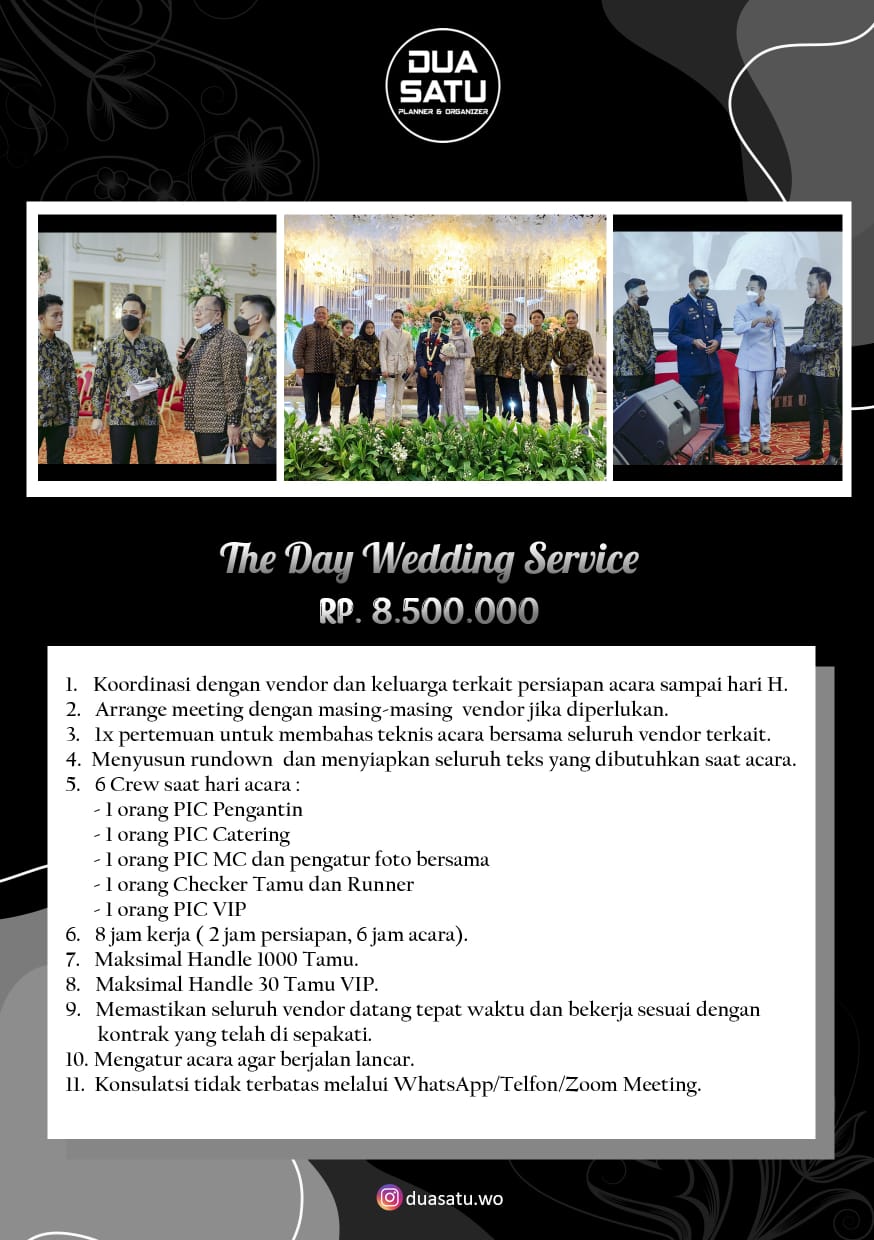 DUA
SATU
PLANNER & ORGANIZER
The Day Wedding Service
RP. 8.500.000
1. Koordinasi dengan vendor dan keluarga terkait persiapan acara sampai hari H.
2. Arrange meeting dengan masing-masing vendor jika diperlukan.
3. 1x pertemuan untuk membahas teknis acara bersama seluruh vendor terkait.
4. Menyusun rundown dan menyiapkan seluruh teks yang dibutuhkan saat acara.
5. 6 Crew saat hari acara :
- 1 orang PIC Pengantin
- 1 orang PIC Catering
- 1 orang PIC MC dan pengatur foto bersama
- 1 orang Checker Tamu dan Runner
- 1 orang PIC VIP
6. 8 jam kerja ( 2 jam persiapan, 6 jam acara).
7. Maksimal Handle 1000 Tamu.
8. Maksimal Handle 30 Tamu VIP.
9. Memastikan seluruh vendor datang tepat waktu dan bekerja sesuai dengan
kontrak yang telah di sepakati.
10. Mengatur acara agar berjalan lancar.
11. Konsulatsi tidak terbatas melalui WhatsApp/Telfon/Zoom Meeting.
duasatu.wo